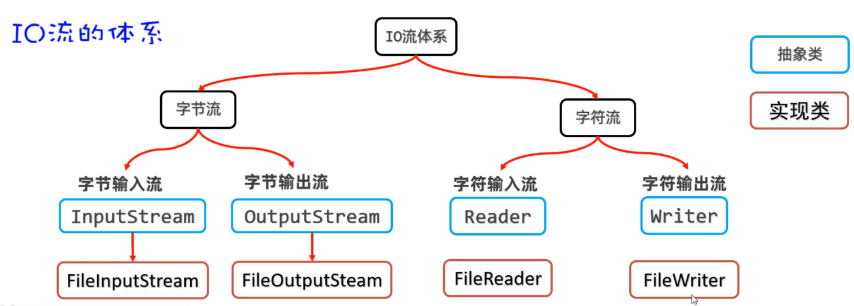 IO流的体系
IO流体系
抽象类
字节流
实现类
字符流
字节输入流
字节输出流
字符输入流
字符输出流
InputStream
OutputStream
Reader
Writer
FileInputStream
FileOutputSteam
FileReader
FileWriter